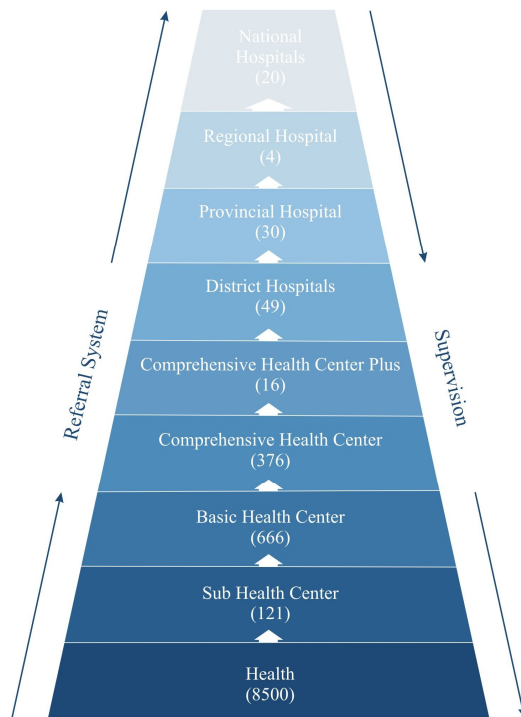 National
Hospitals
(20)
Regional Hospital
(4)
Provincial Hospital
(30)
District Hospitals
(49)
Comprehensive Health Center Plus
(16)
Comprehensive Health Center
(376)
Basic Health Center
(666)
Sub Health Center
(121)
Health
(8500)
Referral System
Supervision